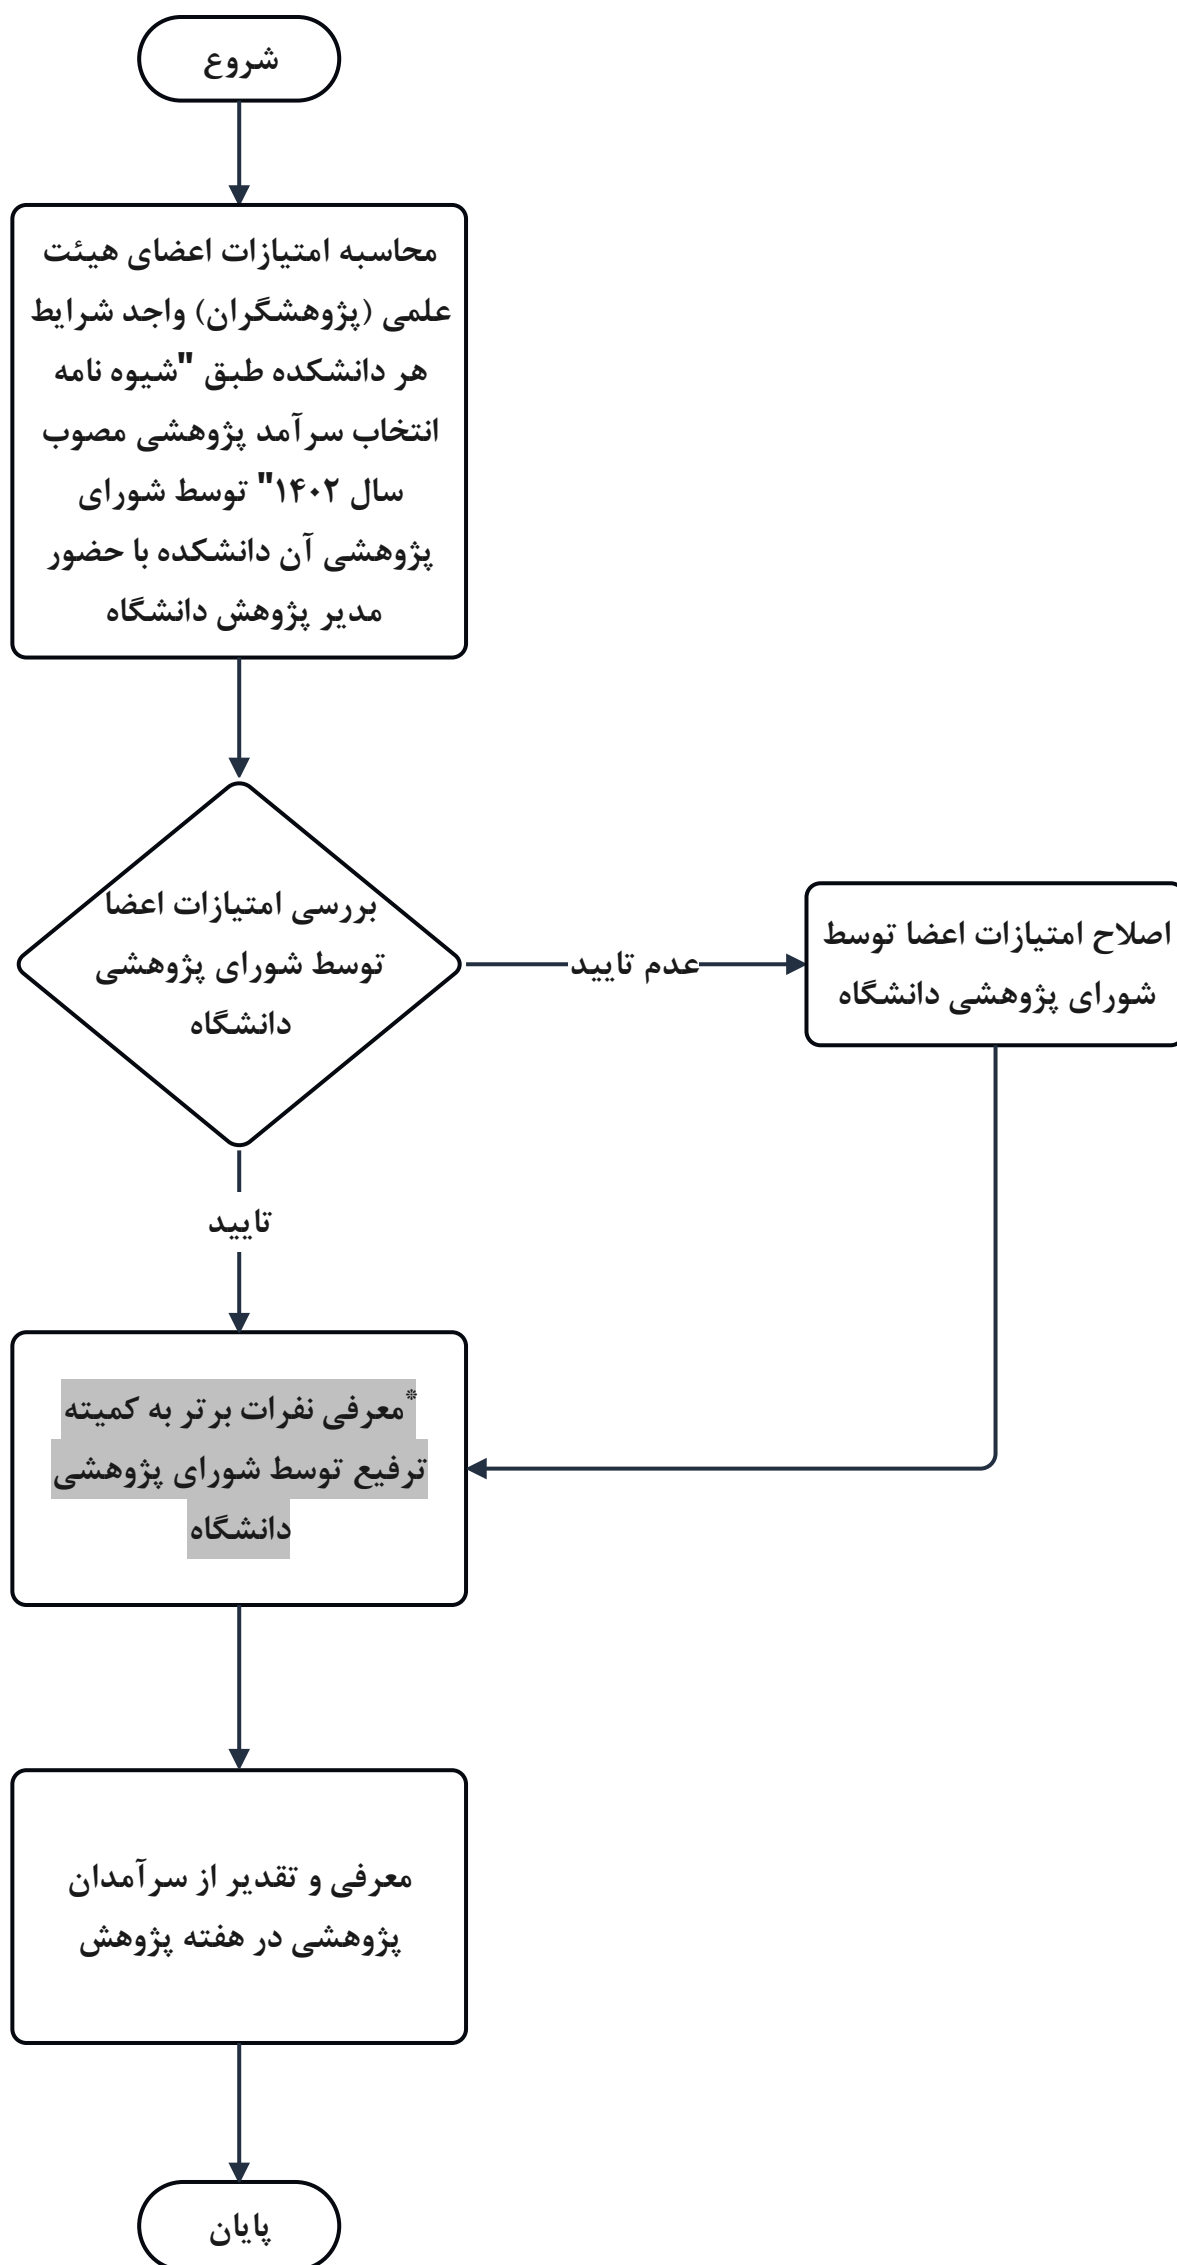 شروع
محاسبه امتیازات اعضای هیئت
علمی (پژوهشگران) واجد شرایط
هر دانشکده طبق "شیوه نامه
انتخاب سرآمد پژوهشی مصوب
سال ۱۴۰۲" توسط شورای
پژوهشی آن دانشکده با حضور
مدیر پژوهش دانشگاه
بررسی امتیازات اعضا
توسط شورای پژوهشی
دانشگاه
عدم تایید
اصلاح امتیازات اعضا توسط
شورای پژوهشی دانشگاه
تایید
*معرفی نفرات برتر به کمیته
ترفیع توسط شورای پژوهشی
دانشگاه
معرفی و تقدیر از سرآمدان
پژوهشی در هفته پژوهش
پایان